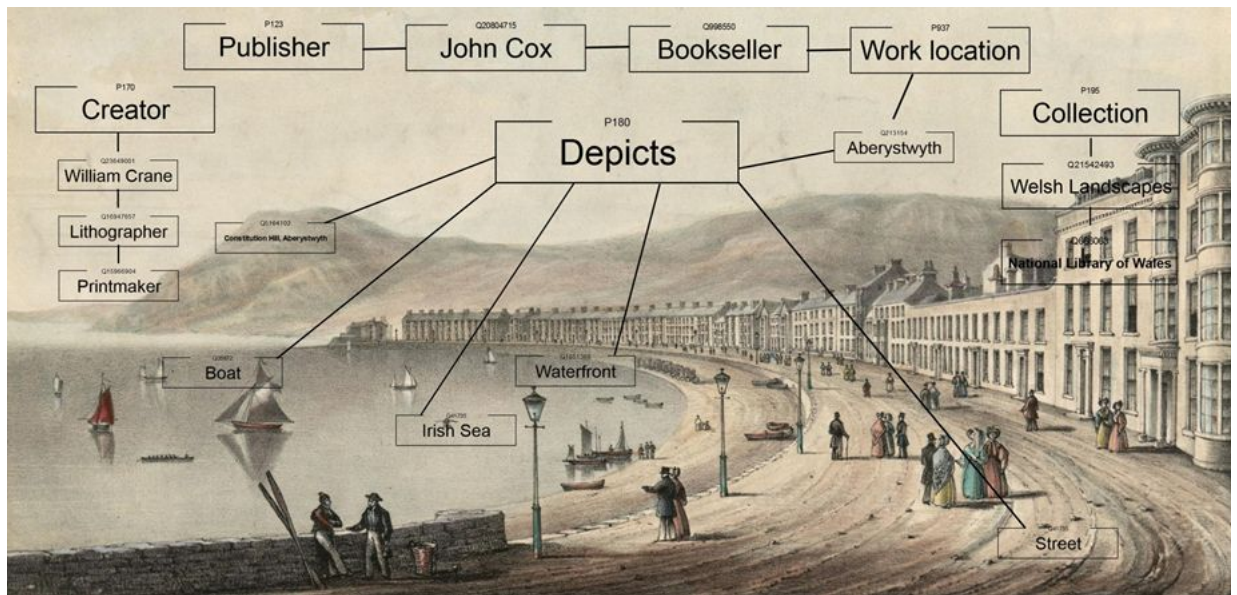 P123
Publisher
Q20804715
John Cox
Q998550
Bookseller
P937
Work location
P170
Creator
Q23649001
William Crane
Q16947657
Lithographer
Q15966904
Printmaker
P180
Depicts
Q213154
Aberystwyth
P195
Collection
Q21542493
Welsh Landscapes
National Library of Wales
Constitution Hill, Aberystwyth
Boat
Waterfront
Irish Sea
Street